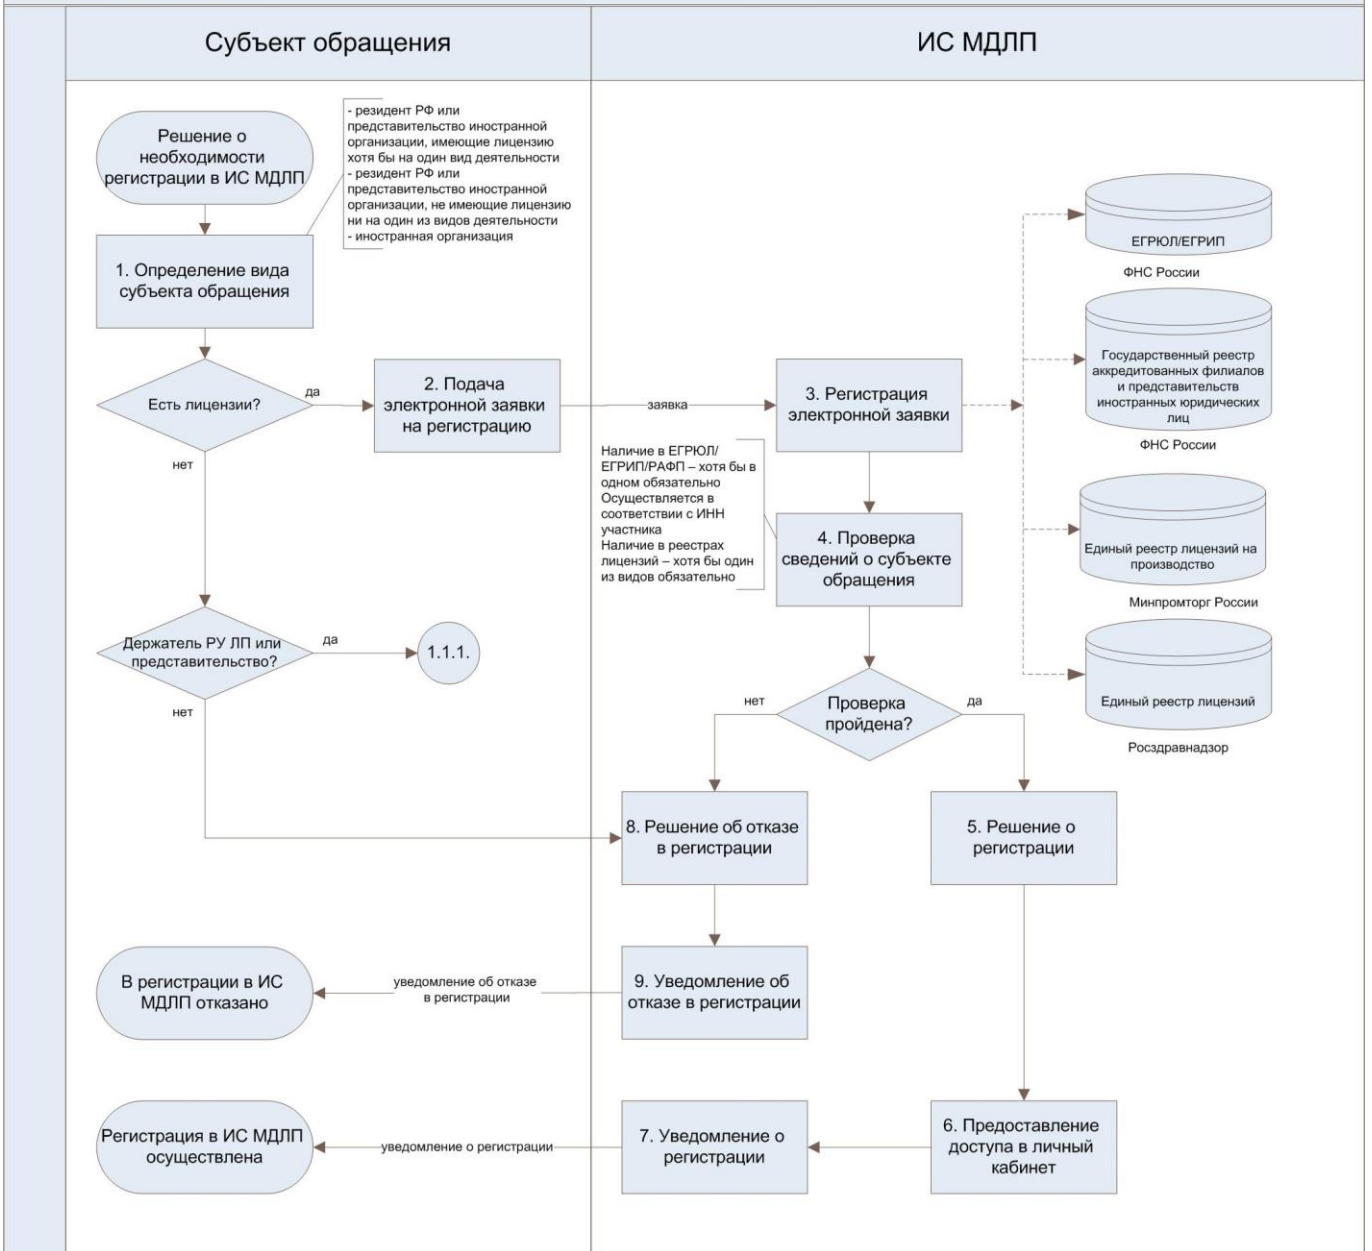 Субъект обращения
ИС МДЛП
Решение о
необходимости
регистрации в ИС МДЛП
- резидент РФ или
представительство иностранной
организации, имеющие лицензию
хотя бы на один вид деятельности
- резидент РФ или
представительство иностранной
организации, не имеющие лицензию
ни на один из видов деятельности
- иностранная организация
1. Определение вида
субъекта обращения
Есть лицензии?
да
нет
2. Подача
электронной заявки
на регистрацию
заявка
3. Регистрация
электронной заявки
ЕГРЮЛ/ЕГРИП
ФНС России
Государственный реестр
аккредитованных филиалов
и представительств
иностранных юридических
лиц
ФНС России
Наличие в ЕГРЮЛ/
ЕГРИП/РАФП – хотя бы в
одном обязательно
Осуществляется в
соответствии с ИНН
участника
Наличие в реестрах
лицензий – хотя бы один
из видов обязательно
4. Проверка
сведений о субъекте
обращения
Единый реестр лицензий на
производство
Минпромторг России
Держатель РУ ЛП или
представительство?
да
1.1.1.
нет
Единый реестр лицензий
Росздравнадзор
Проверка
пройдена?
нет
да
8. Решение об отказе
в регистрации
5. Решение о
регистрации
В регистрации в ИС
МДЛП отказано
уведомление об отказе
в регистрации
9. Уведомление об
отказе в регистрации
Регистрация в ИС МДЛП
осуществлена
уведомление о регистрации
7. Уведомление о
регистрации
6. Предоставление
доступа в личный
кабинет